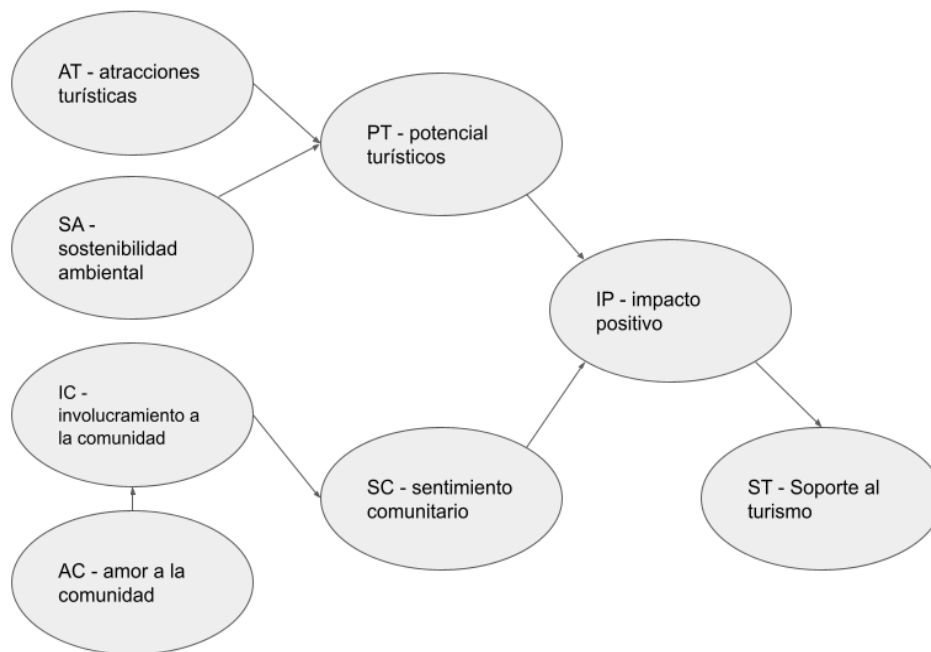 AT - atracciones
turísticas
PT - potencial
turísticos
SA -
sostenibilidad
ambiental
IP - impacto
positivo
IC -
involucramiento a
la comunidad
SC - sentimiento
comunitario
ST - Soporte al
turismo
AC - amor a la
comunidad